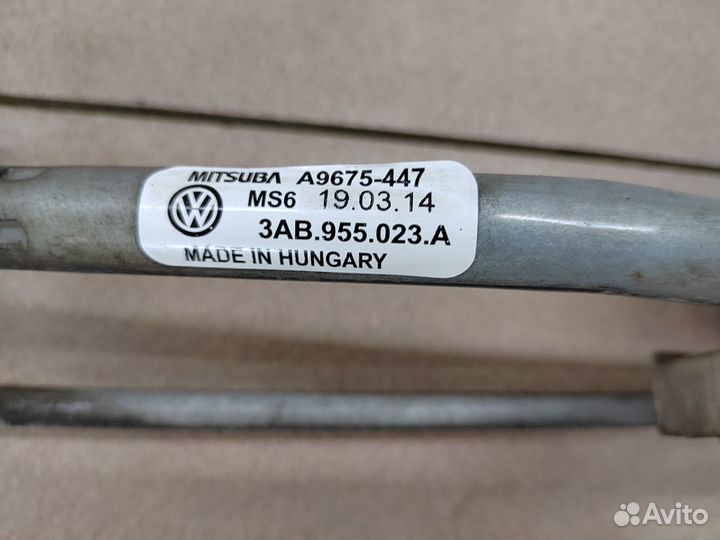 MITSUBA A9675-447
MS6 19.03.14
3AB.955.023.A
MADE IN HUNGARY
Avito